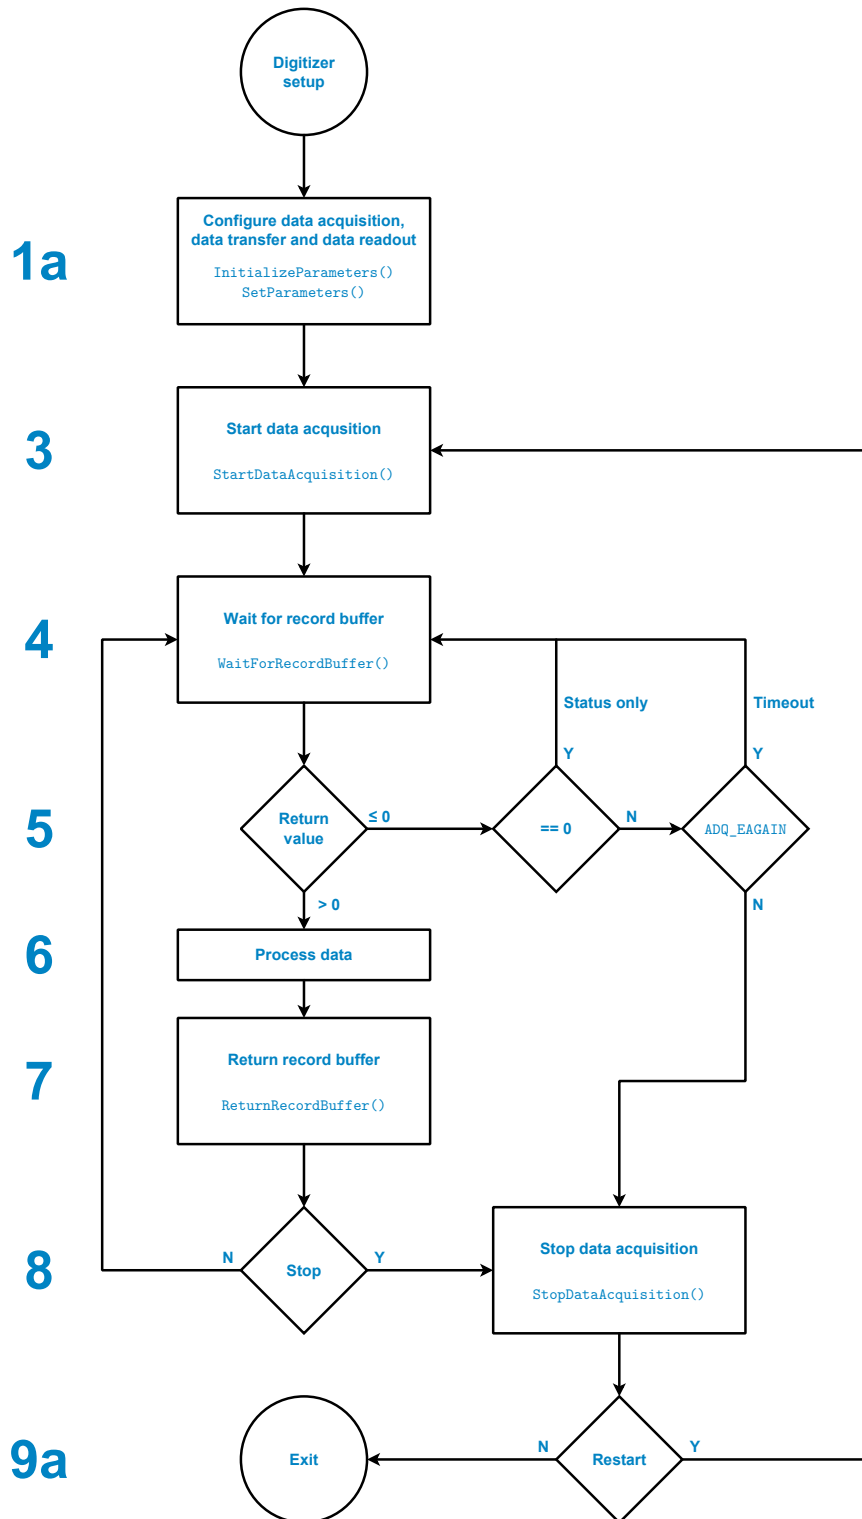 Digitizer
setup
1a
Configure data acquisition,
data transfer and data readout
InitializeParameters()
SetParameters()
3
Start data acqusition
StartDataAcquisition()
4
Wait for record buffer
WaitForRecordBuffer()
Status only
Timeout
Y
Y
5
Return
value
≤ 0
== 0
N
ADQ_EAGAIN
> 0
N
6
Process data
7
Return record buffer
ReturnRecordBuffer()
8
N
Stop
Y
Stop data acquisition
StopDataAcquisition()
9a
Exit
N
Restart
Y